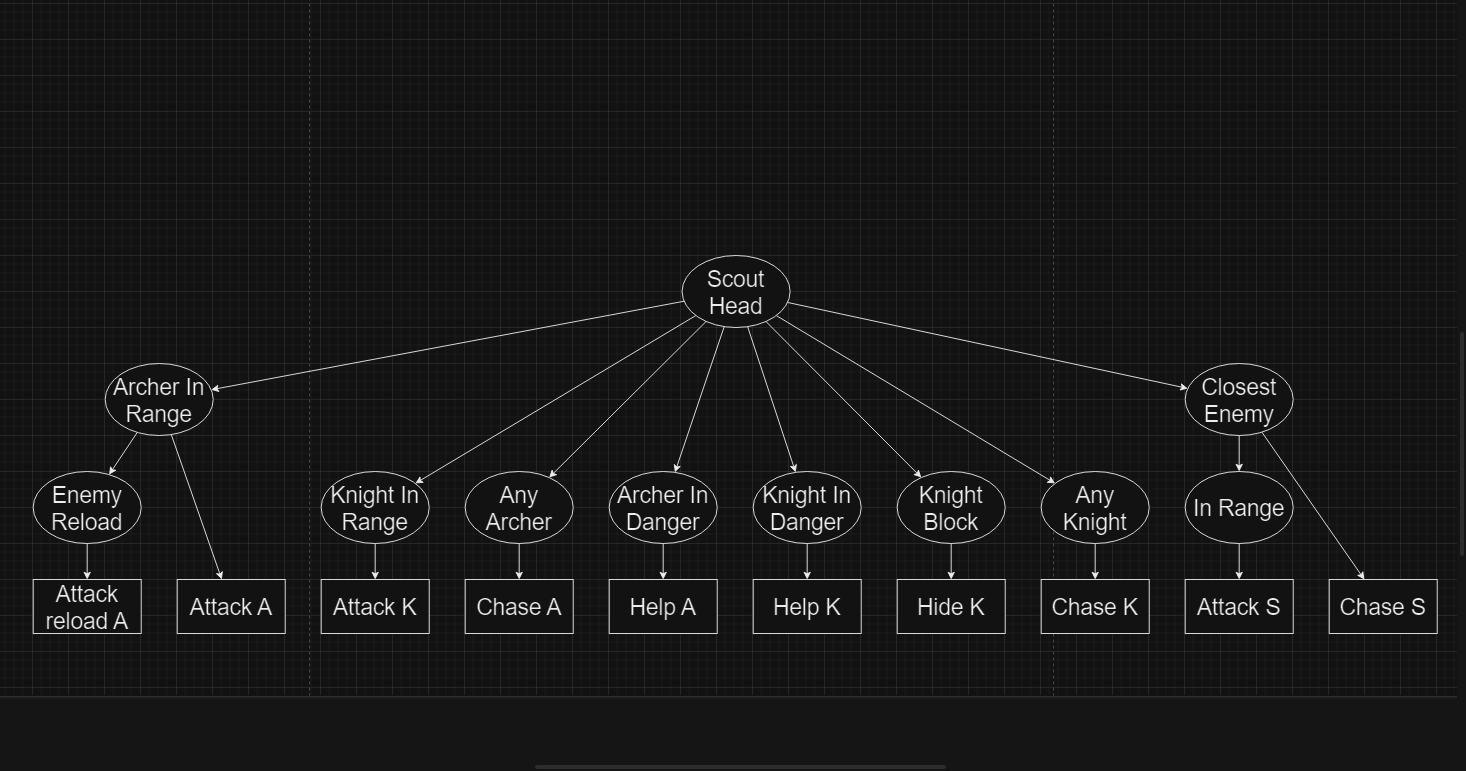 Scout
Head
Archer In
Range
Closest
Enemy
Enemy
Reload
Knight In
Range
Any
Archer
Archer In
Danger
Knight In
Danger
Knight
Block
Any
Knight
In Range
Attack
reload A
Attack A
Attack K
Chase A
Help A
Help K
Hide K
Chase K
Attack S
Chase S